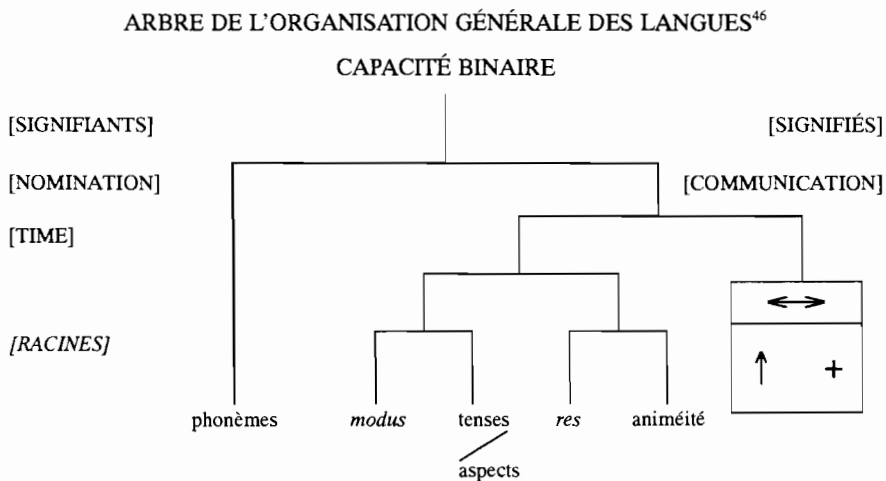 ARBRE DE L'ORGANISATION GÉNÉRALE DES LANGUES46
CAPACITÉ BINAIRE
[SIGNIFIANTS] [SIGNIFIÉS]
[NOMINATION] [COMMUNICATION]
[TIME]
[RACINES]
phonèmes modus tenses res animéité
aspects